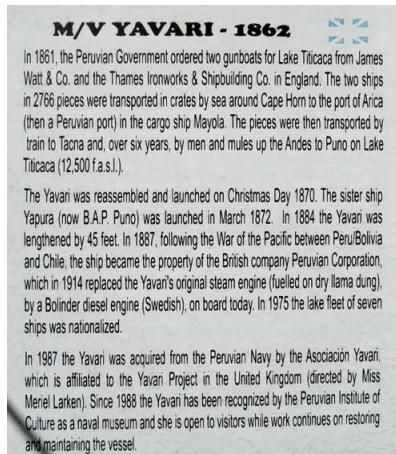 M/V YAVARI - 1862
In 1861, the Peruvian Government ordered two gunboats for Lake Titicaca from James
Watt & Co. and the Thames Ironworks & Shipbuilding Co. in England. The two ships
in 2766 pieces were transported in crates by sea around Cape Horn to the port of Arica
(then a Peruvian port) in the cargo ship Mayola. The pieces were then transported by
train to Tacna and, over six years, by men and mules up the Andes to Puno on Lake
Titicaca (12,500 f.a.s.l.).
The Yavari was reassembled and launched on Christmas Day 1870. The sister ship
Yapura (now B.A.P. Puno) was launched in March 1872. In 1884 the Yavari was
lengthened by 45 feet. In 1887, following the War of the Pacific between Peru/Bolivia
and Chile, the ship became the property of the British company Peruvian Corporation,
which in 1914 replaced the Yavari's original steam engine (fuelled on dry llama dung),
by a Bolinder diesel engine (Swedish), on board today. In 1975 the lake fleet of seven
ships was nationalized.
In 1987 the Yavari was acquired from the Peruvian Navy by the Asociación Yavari,
which is affiliated to the Yavari Project in the United Kingdom (directed by Miss
Meriel Larken). Since 1988 the Yavari has been recognized by the Peruvian Institute of
Culture as a naval museum and she is open to visitors while work continues on restoring
and maintaining the vessel.